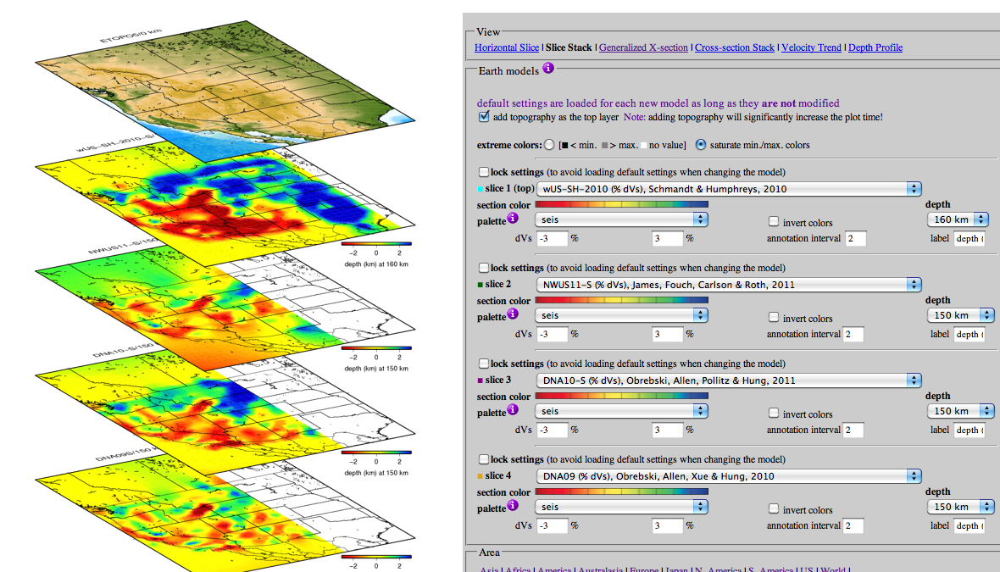 ETOPO5/0 km
wUS-SH-2010-S/
−2 0 2
depth (km) at 160 km
NWUS11-S/150
−2 0 2
depth (km) at 150 km
DNA10-S/150
−2 0 2
depth (km) at 150 km
DNA09S/150
−2 0 2
View
Horizontal Slice | Slice Stack | Generalized X-section | Cross-section Stack | Velocity Trend | Depth Profile
Earth models i
default settings are loaded for each new model as long as they are not modified
add topography as the top layer Note: adding topography will significantly increase the plot time!
extreme colors: [ < min. > max. no value] saturate min./max. colors
lock settings (to avoid loading default settings when changing the model)
slice 1 (top) wUS-SH-2010 (% dVs), Schmandt & Humphreys, 2010
section color depth
palette i seis invert colors 160 km
dVs -3 % 3 % annotation interval 2 label depth (
lock settings (to avoid loading default settings when changing the model)
slice 2 NWUS11-S (% dVs), James, Fouch, Carlson & Roth, 2011
section color depth
palette i seis invert colors 150 km
dVs -3 % 3 % annotation interval 2 label depth (
lock settings (to avoid loading default settings when changing the model)
slice 3 DNA10-S (% dVs), Obrebski, Allen, Pollitz & Hung, 2011
section color depth
palette i seis invert colors 150 km
dVs -3 % 3 % annotation interval 2 label depth (
lock settings (to avoid loading default settings when changing the model)
slice 4 DNA09 (% dVs), Obrebski, Allen, Xue & Hung, 2010
section color depth
palette i seis invert colors 150 km
dVs -3 % 3 % annotation interval 2 label depth (
Area
Asia | Africa | America | Australasia | Europe | Japan | N. America | S. America | US | World |